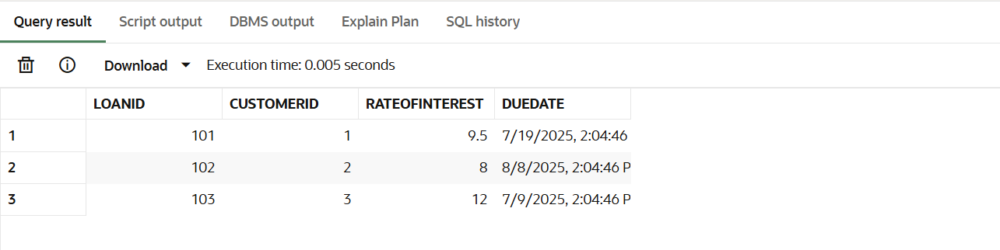 Query result Script output DBMS output Explain Plan SQL history
Download Execution time: 0.005 seconds
LOANID CUSTOMERID RATEOFINTEREST DUEDATE
1 101 1 9.5 7/19/2025, 2:04:46
2 102 2 8 8/8/2025, 2:04:46 P
3 103 3 12 7/9/2025, 2:04:46 P